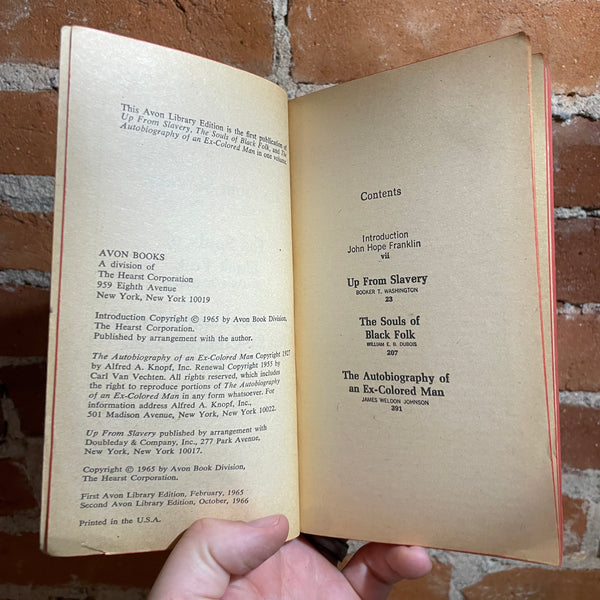 This Avon Library Edition is the first publication of
Up From Slavery, The Souls of Black Folk, and The
Autobiography of an Ex-Colored Man in one volume.
AVON BOOKS
A division of
The Hearst Corporation
959 Eighth Avenue
New York, New York 10019
Introduction Copyright © 1965 by Avon Book Division,
The Hearst Corporation.
Published by arrangement with the author.
The Autobiography of an Ex-Colored Man Copyright 1927
by Alfred A. Knopf, Inc. Renewal Copyright 1955 by
Carl Van Vechten. All rights reserved, which includes
the right to reproduce portions of The Autobiography
of an Ex-Colored Man in any form whatsoever. For
information address Alfred A. Knopf, Inc.,
501 Madison Avenue, New York, New York 10022.
Up From Slavery published by arrangement with
Doubleday & Company, Inc., 277 Park Avenue,
New York, New York 10017.
Copyright © 1965 by Avon Book Division,
The Hearst Corporation.
First Avon Library Edition, February, 1965
Second Avon Library Edition, October, 1966
Printed in the U.S.A.
Contents
Introduction
John Hope Franklin
vii
Up From Slavery
BOOKER T. WASHINGTON
23
The Souls of
Black Folk
WILLIAM E. B. DUBOIS
207
The Autobiography of
an Ex-Colored Man
JAMES WELDON JOHNSON
391